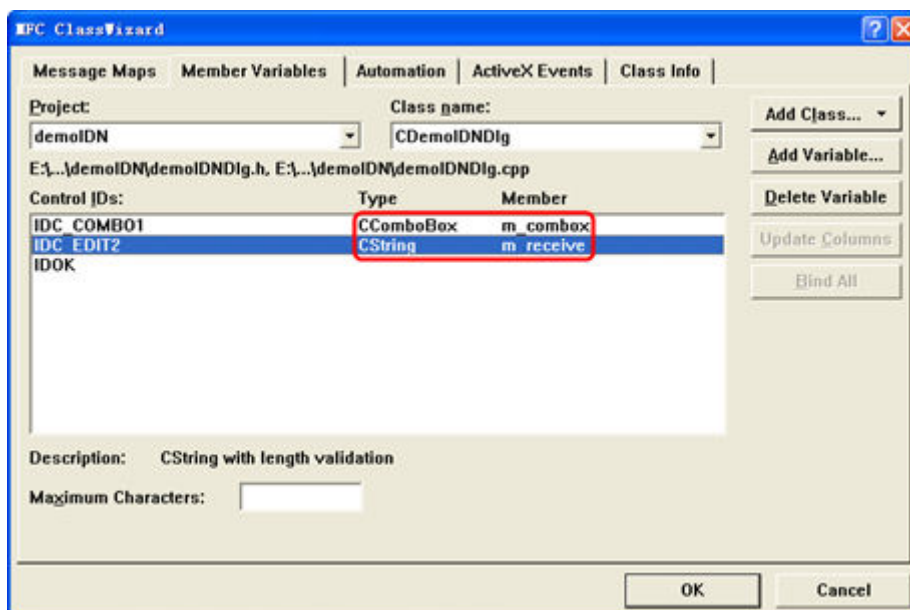 MFC ClassWizard
Message Maps Member Variables Automation ActiveX Events Class Info
Project: Class name:
demoIDN CDemoIDNDlg
Add Class...
E:\...\demoIDN\demoIDNDlg.h, E:\...\demoIDN\demoIDNDlg.cpp
Add Variable...
Control IDs: Type Member
Delete Variable
IDC_COMBO1 CComboBox m_combox
IDC_EDIT2 CString m_receive
Update Columns
IDOK
Bind All
Description: CString with length validation
Maximum Characters:
OK Cancel